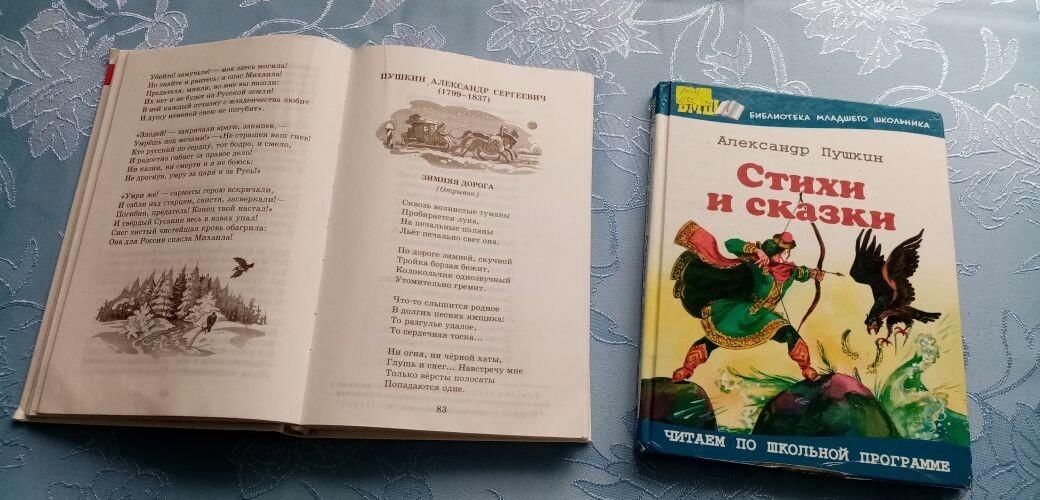 Убейте! замучьте! — моя здесь могила!
Но знайте и рвитесь: я спас Михаила!
Предателя, мнили, во мне вы нашли:
Их нет и не будет на Русской земли!
В ней каждый отчизну с младенчества любит
И душу изменой свою не погубит».
«Злодей! — закричали враги, закипев, —
Умрёшь под мечами!» — «Не страшен ваш гнев!
Кто русский по сердцу, тот бодро, и смело,
И радостно гибнет за правое дело!
Ни казни, ни смерти и я не боюсь:
Не дрогнув, умру за царя и за Русь!»
«Умри же! — сарматы герою вскричали,
И сабли над старцем, свистя, засверкали! —
Погибни, предатель! Конец твой настал!»
И твёрдый Сусанин весь в язвах упал!
Снег чистый чистейшая кровь обагрила:
Она для России спасла Михаила!
ПУШКИН АЛЕКСАНДР СЕРГЕЕВИЧ
(1799–1837)
ЗИМНЯЯ ДОРОГА
(Отрывок)
Сквозь волнистые туманы
Пробирается луна,
На печальные поляны
Льёт печально свет она.
По дороге зимней, скучной
Тройка борзая бежит,
Колокольчик однозвучный
Утомительно гремит.
Что-то слышится родное
В долгих песнях ямщика:
То разгулье удалое,
То сердечная тоска...
Ни огня, ни чёрной хаты,
Глушь и снег... Навстречу мне
Только вёрсты полосаты
Попадаются одне.
83
БИБЛИОТЕКА МЛАДШЕГО ШКОЛЬНИКА
Александр Пушкин
Стихи
и сказки
ЧИТАЕМ ПО ШКОЛЬНОЙ ПРОГРАММЕ